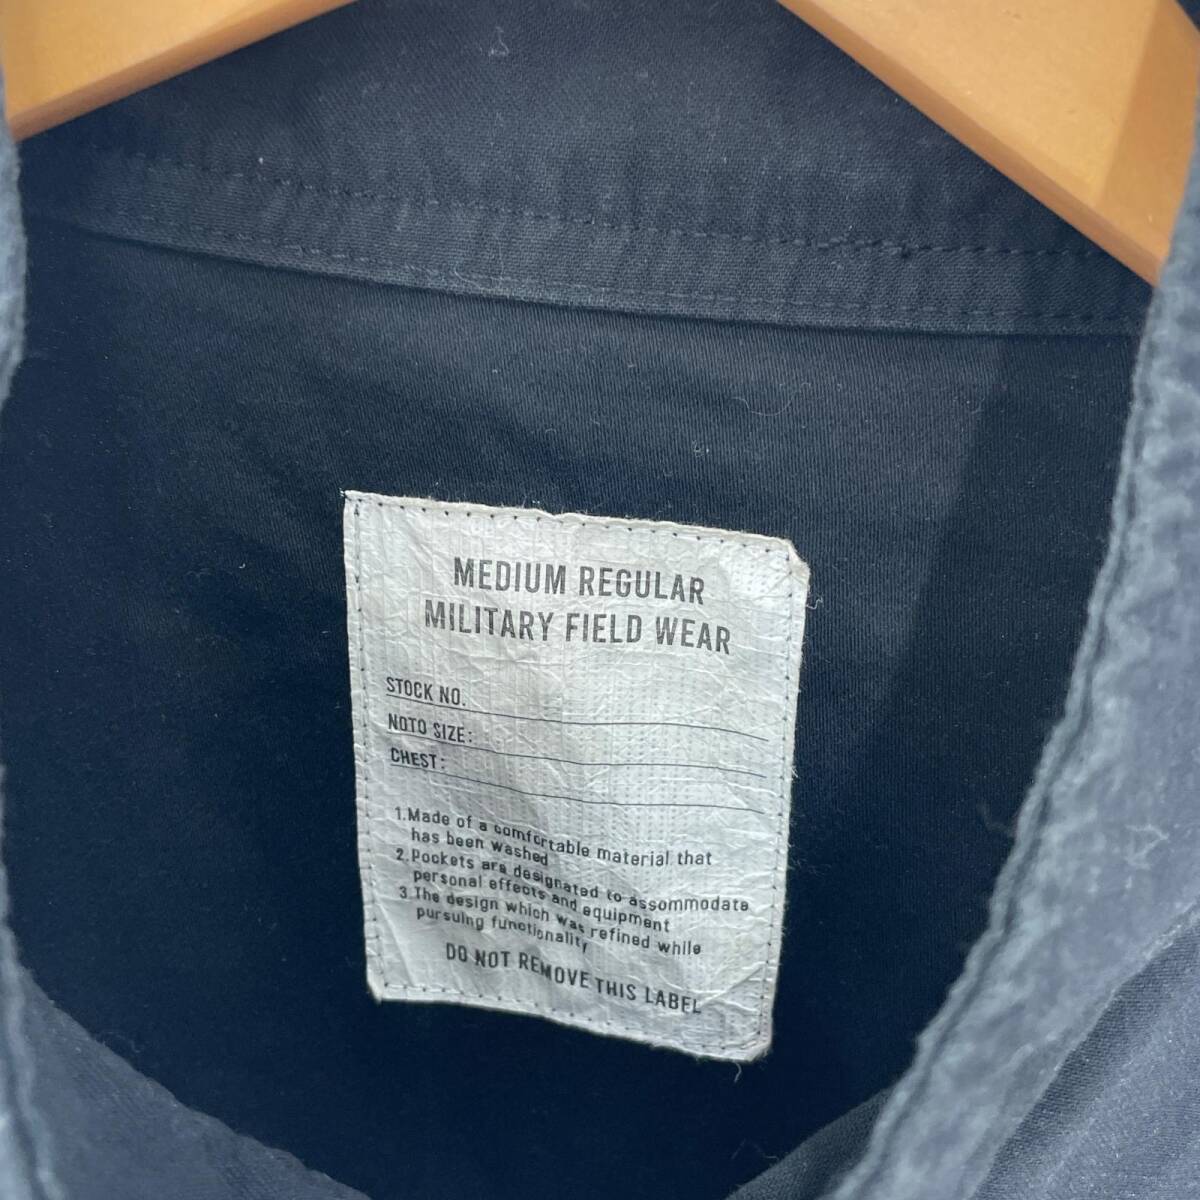 MEDIUM REGULAR
MILITARY FIELD WEAR
STOCK NO.
NOTO SIZE:
CHEST:
1.Made of a comfortable material that
has been washed
2.Pockets are designated to assommodate
personal effects and equipment
3.The design which was refined while
pursuing functionality
DO NOT REMOVE THIS LABEL